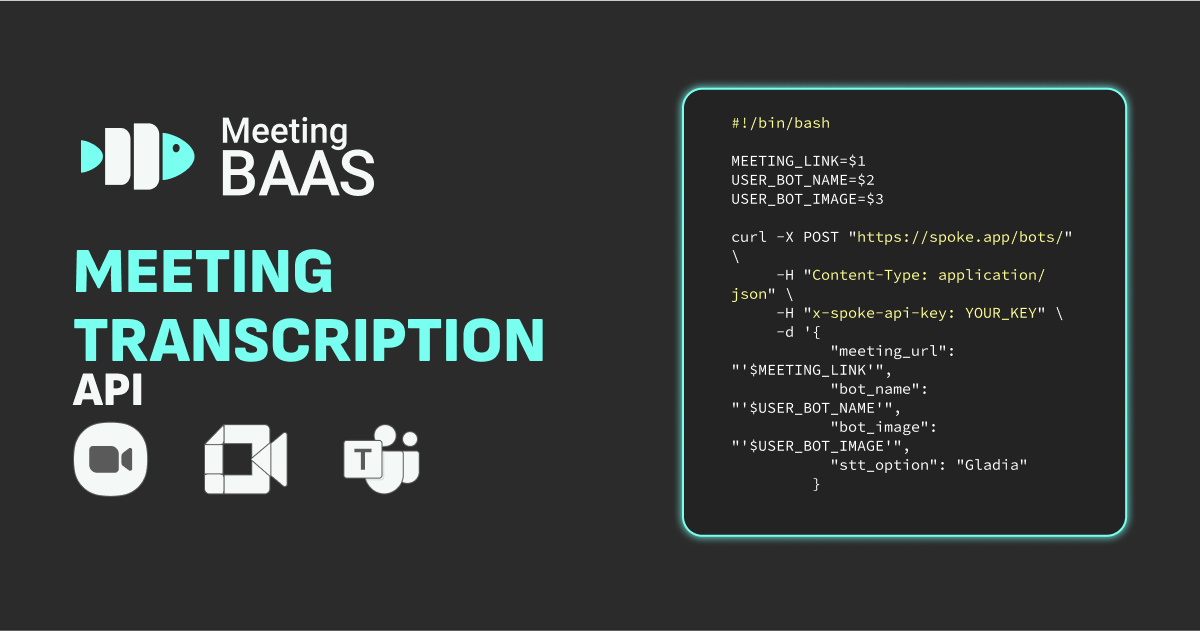 Meeting
BAAS
MEETING
TRANSCRIPTION
API
T
#!/bin/bash
MEETING_LINK=$1
USER_BOT_NAME=$2
USER_BOT_IMAGE=$3
curl -X POST "https://spoke.app/bots/"
\
-H "Content-Type: application/
json" \
-H "x-spoke-api-key: YOUR_KEY" \
-d '{
"meeting_url":
"'$MEETING_LINK'",
"bot_name":
"'$USER_BOT_NAME'",
"bot_image":
"'$USER_BOT_IMAGE'",
"stt_option": "Gladia"
}